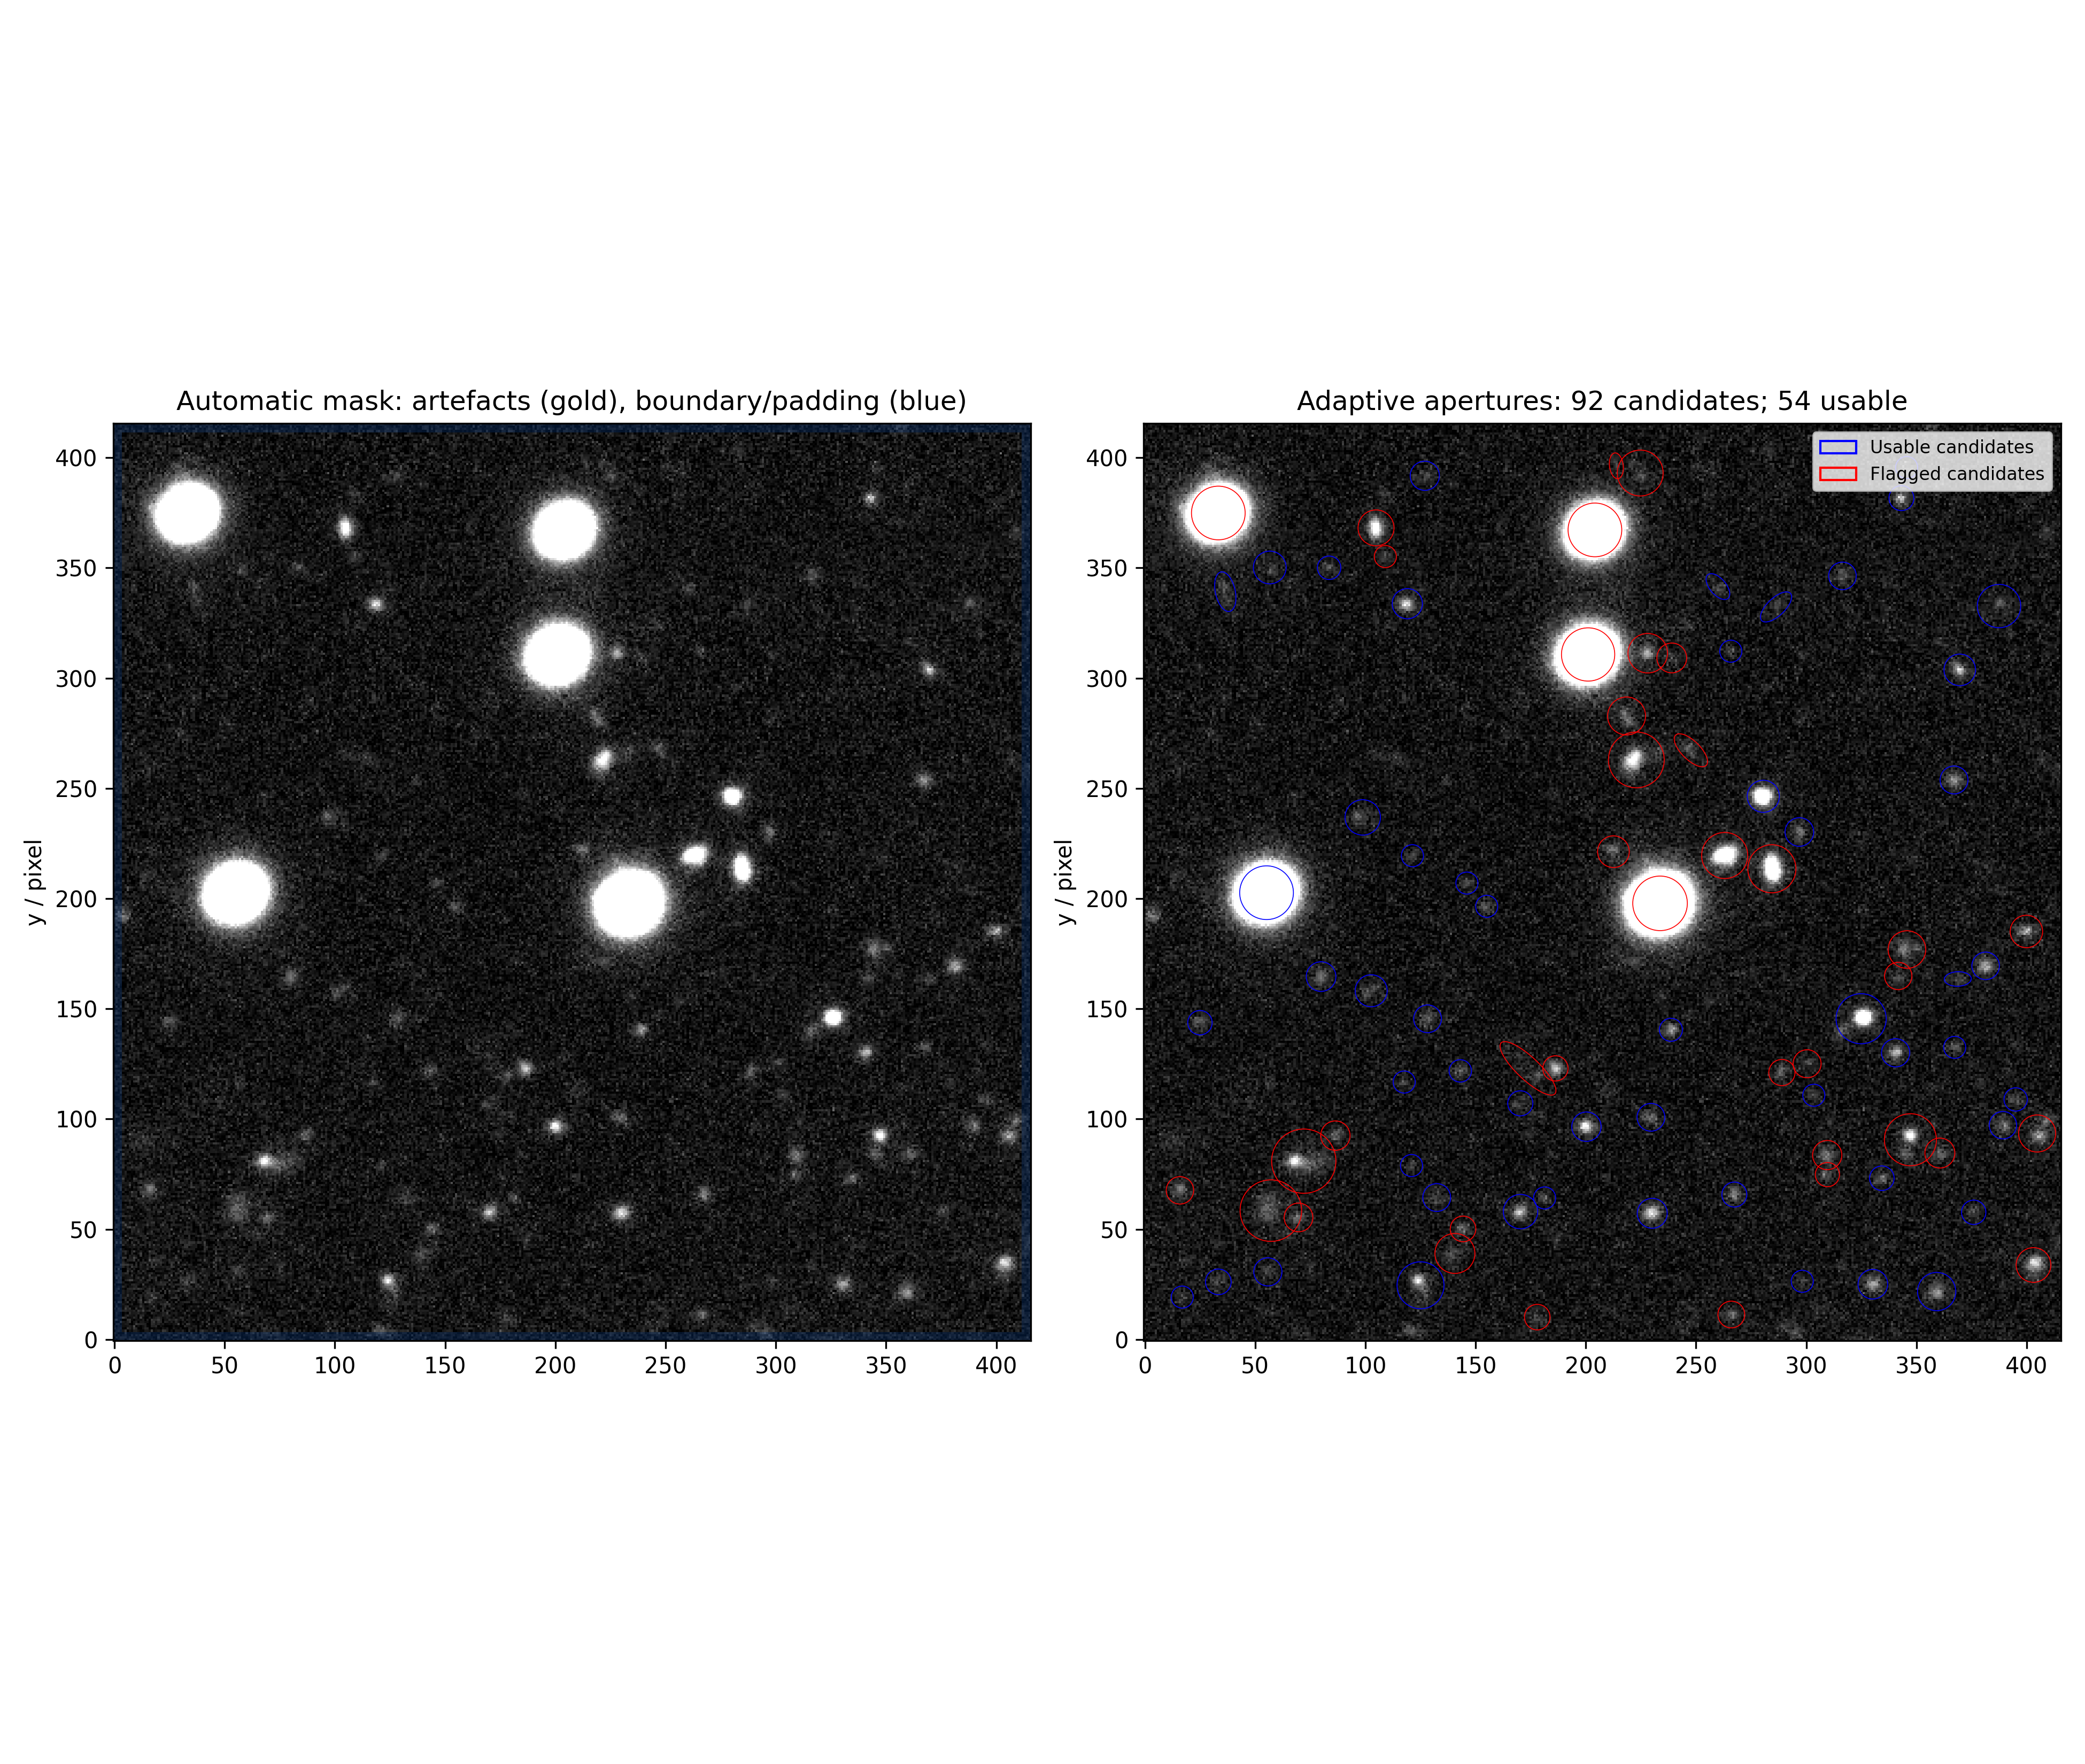 Automatic mask: artefacts (gold), boundary/padding (blue)
400
350
300
250
200
150
100
50
0
y / pixel
0 50 100 150 200 250 300 350 400
Adaptive apertures: 92 candidates; 54 usable
Usable candidates
Flagged candidates
400
350
300
250
200
150
100
50
0
y / pixel
0 50 100 150 200 250 300 350 400